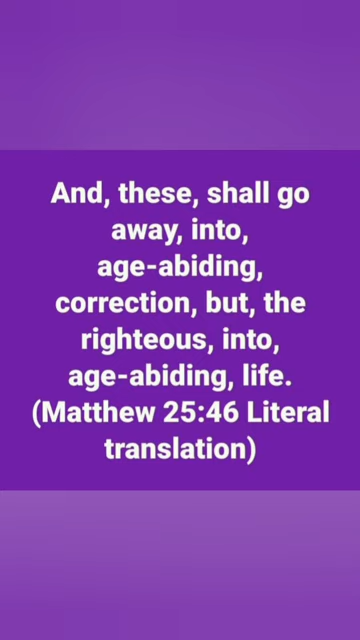 And, these, shall go
away, into,
age-abiding,
correction, but, the
righteous, into,
age-abiding, life.
(Matthew 25:46 Literal
translation)